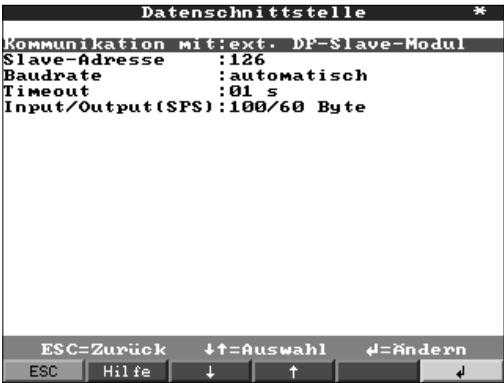 Datenschnittstelle *
Kommunikation mit:ext. DP-Slave-Modul
Slave-Adresse :126
Baudrate :automatisch
Timeout :01 s
Input/Output(SPS):100/60 Byte
ESC=Zurück ↓↑=Auswahl ↲=Ändern
ESC Hilfe ↓ ↑ ↲